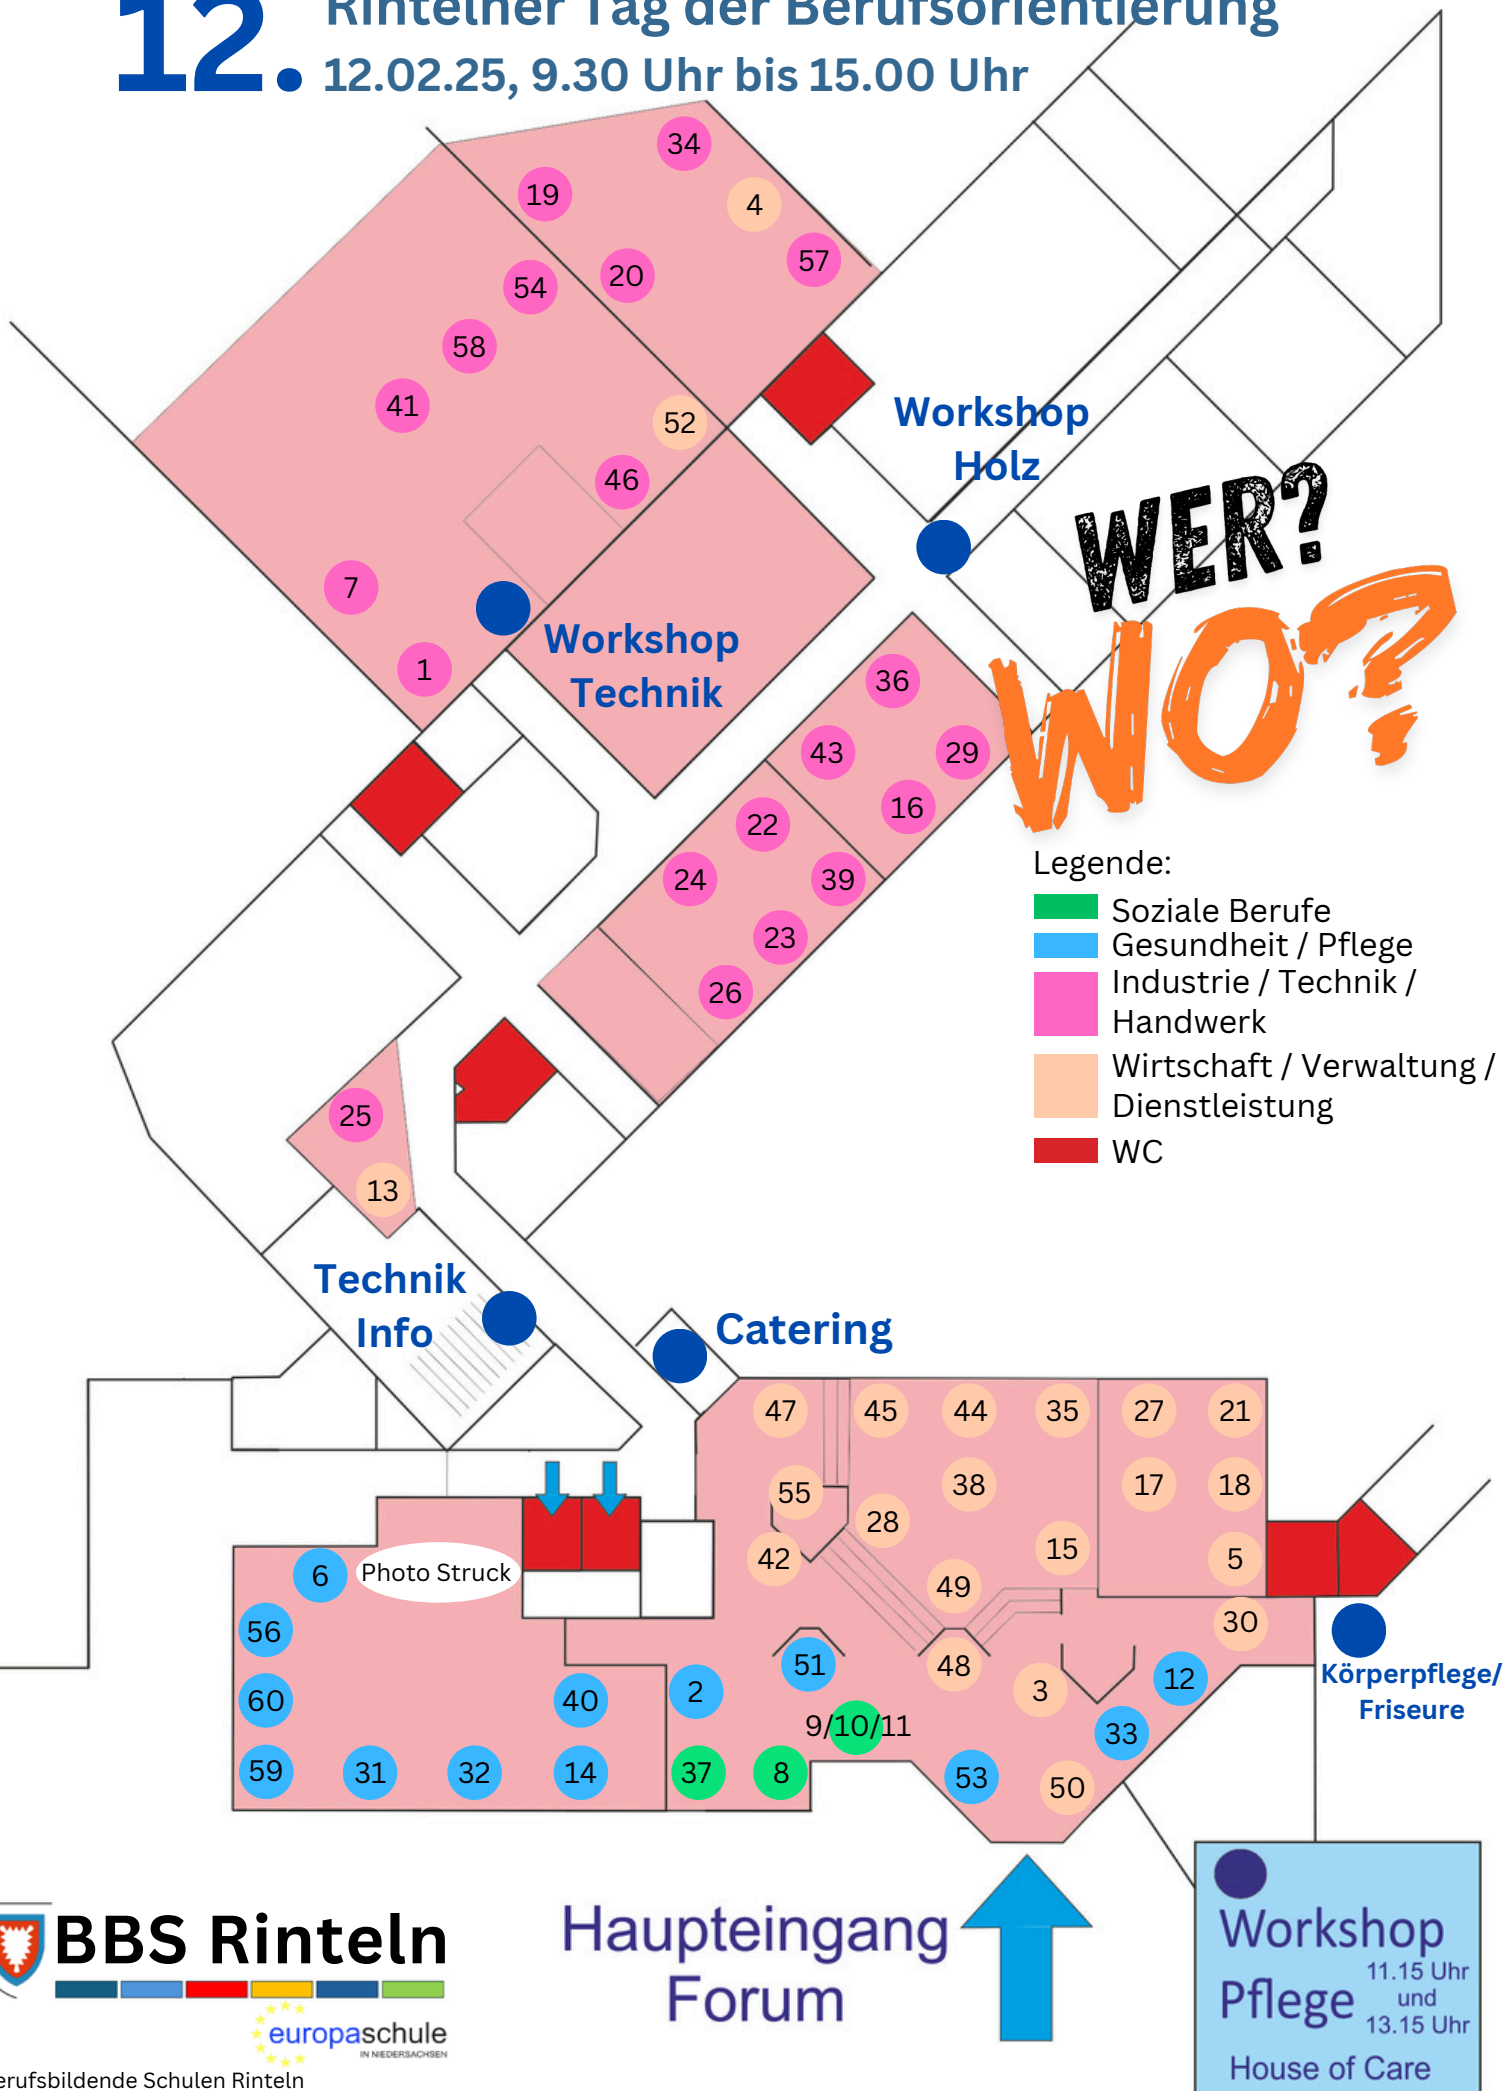 12.
Rintelner Tag der Berufsorientierung
12.02.25, 9.30 Uhr bis 15.00 Uhr
34
19
4
57
20
54
58
41
52
46
7
1
Workshop
Holz
Workshop
Technik
WER?
WO?
36
43
29
16
22
24
39
23
26
Legende:
Soziale Berufe
Gesundheit / Pflege
Industrie / Technik /
Handwerk
Wirtschaft / Verwaltung /
Dienstleistung
WC
25
13
Technik
Info
Catering
47
45
44
35
27
21
55
38
17
18
28
42
15
5
49
30
6
Photo Struck
56
51
48
12
60
40
2
3
9/10/11
33
59
31
32
14
37
8
53
50
Körperpflege/
Friseure
Haupteingang
Forum
Workshop
Pflege
11.15 Uhr
und
13.15 Uhr
House of Care
BBS Rinteln
europaschule
IN NIEDERSACHSEN
erufsbildende Schulen Rinteln